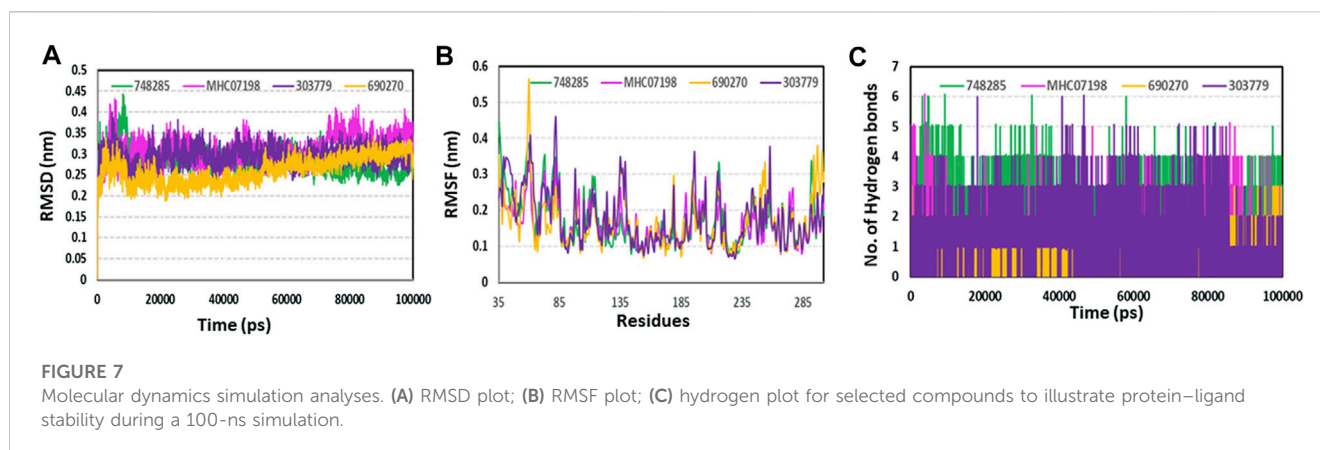 A
0.5
0.45
0.4
0.35
0.3
0.25
0.2
0.15
0.1
0.05
0
RMSD (nm)
748285 MHC07198 303779 690270
0 20000 40000 60000 80000 100000
Time (ps)
B
0.6
0.5
0.4
0.3
0.2
0.1
0
RMSF (nm)
748285 MHC07198 690270 303779
35 85 135 185 235 285
Residues
C
7
6
5
4
3
2
1
0
No. of Hydrogen bonds
748285 MHC07198 690270 303779
0 20000 40000 60000 80000 100000
Time (ps)
FIGURE 7
Molecular dynamics simulation analyses. (A) RMSD plot; (B) RMSF plot; (C) hydrogen plot for selected compounds to illustrate protein–ligand
stability during a 100-ns simulation.